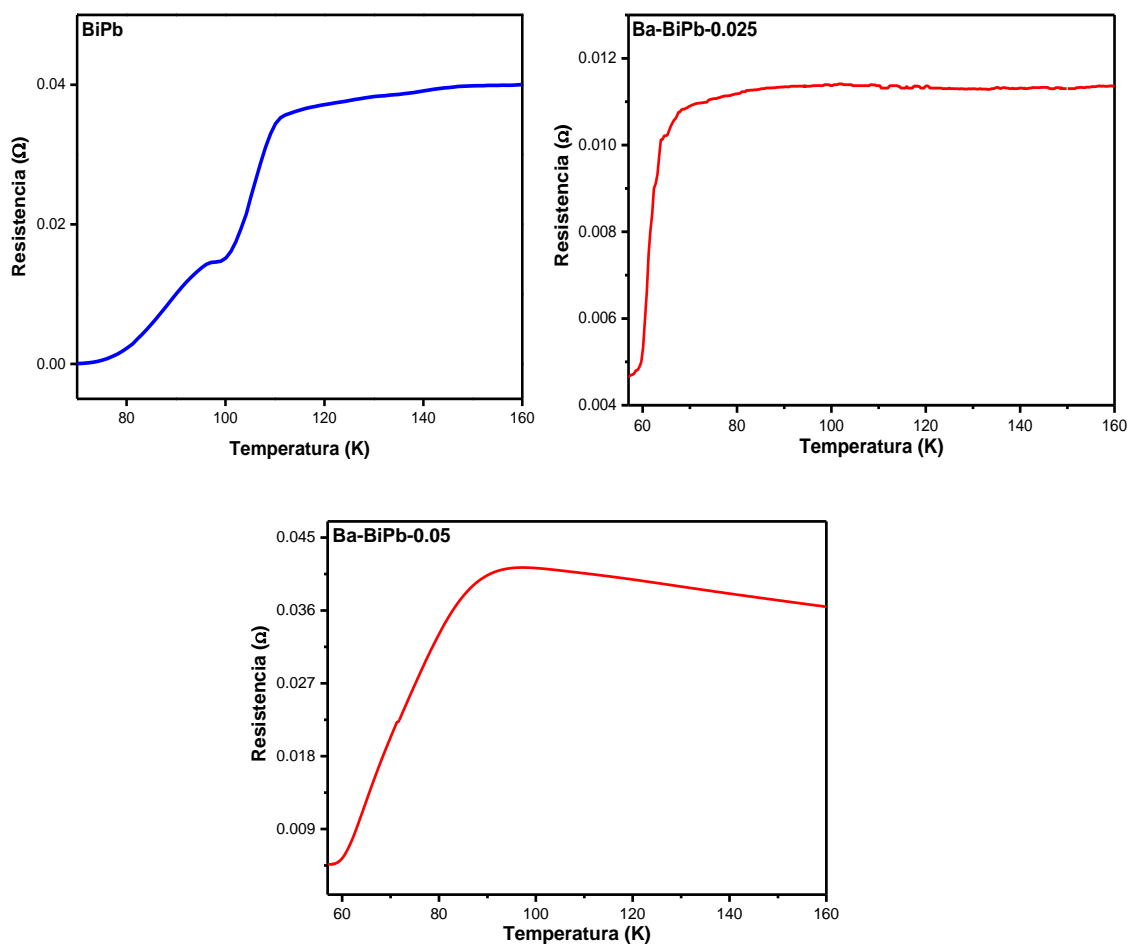 BiPb
0.04
0.02
0.00
Resistencia (Ω)
80 100 120 140 160
Temperatura (K)
Ba-BiPb-0.025
0.012
0.010
0.008
0.006
0.004
Resistencia (Ω)
60 80 100 120 140 160
Temperatura (K)
Ba-BiPb-0.05
0.045
0.036
0.027
0.018
0.009
Resistencia (Ω)
60 80 100 120 140 160
Temperatura (K)